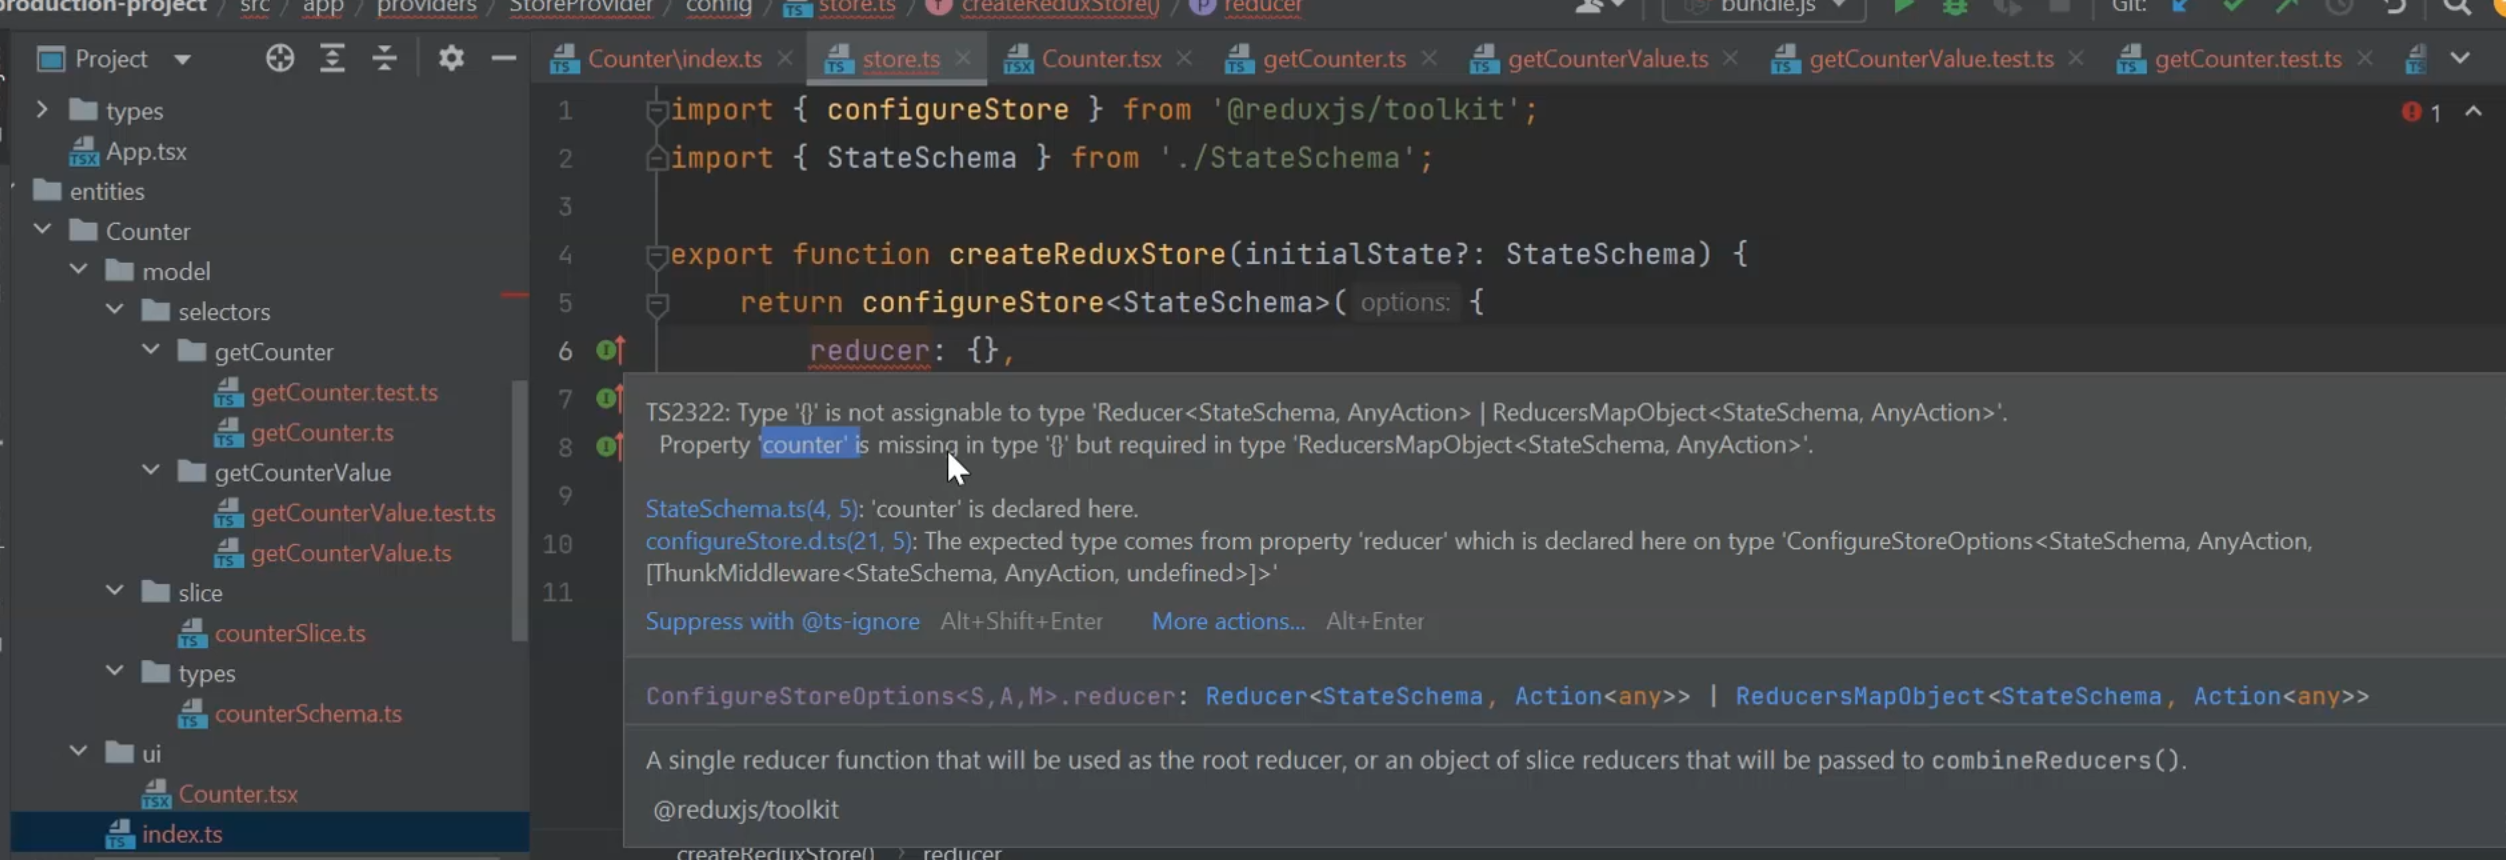 production-project / src / app / providers / StoreProvider / config / store.ts / createReduxStore() / reducer
bundle.js
Git:
Project
Counter\index.ts
store.ts
Counter.tsx
getCounter.ts
getCounterValue.ts
getCounterValue.test.ts
getCounter.test.ts
types
App.tsx
entities
Counter
model
selectors
getCounter
getCounter.test.ts
getCounter.ts
getCounterValue
getCounterValue.test.ts
getCounterValue.ts
slice
counterSlice.ts
types
counterSchema.ts
ui
Counter.tsx
index.ts
1 import { configureStore } from '@reduxjs/toolkit';
1
2 import { StateSchema } from './StateSchema';
3
4 export function createReduxStore(initialState?: StateSchema) {
5 return configureStore<StateSchema>( options: {
6 reducer: {},
7
8
9
10
11
TS2322: Type '{}' is not assignable to type 'Reducer<StateSchema, AnyAction> | ReducersMapObject<StateSchema, AnyAction>'.
Property 'counter' is missing in type '{}' but required in type 'ReducersMapObject<StateSchema, AnyAction>'.
StateSchema.ts(4, 5): 'counter' is declared here.
configureStore.d.ts(21, 5): The expected type comes from property 'reducer' which is declared here on type 'ConfigureStoreOptions<StateSchema, AnyAction,
[ThunkMiddleware<StateSchema, AnyAction, undefined>]>'
Suppress with @ts-ignore Alt+Shift+Enter More actions... Alt+Enter
ConfigureStoreOptions<S,A,M>.reducer: Reducer<StateSchema, Action<any>> | ReducersMapObject<StateSchema, Action<any>>
A single reducer function that will be used as the root reducer, or an object of slice reducers that will be passed to combineReducers().
@reduxjs/toolkit
createReduxStore() > reducer